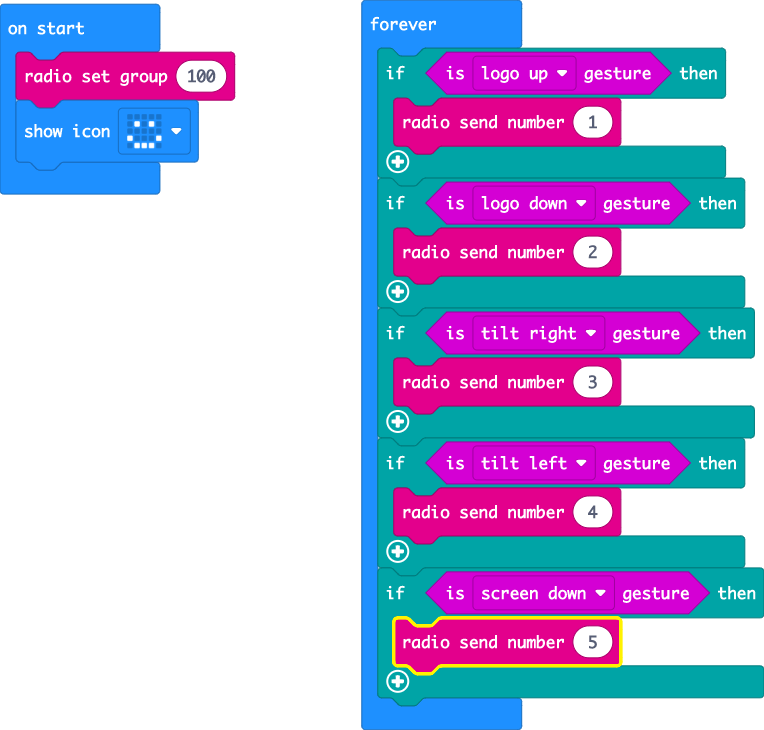 on start
radio set group 100
show icon
forever
if is logo up gesture then
radio send number 1
if is logo down gesture then
radio send number 2
if is tilt right gesture then
radio send number 3
if is tilt left gesture then
radio send number 4
if is screen down gesture then
radio send number 5